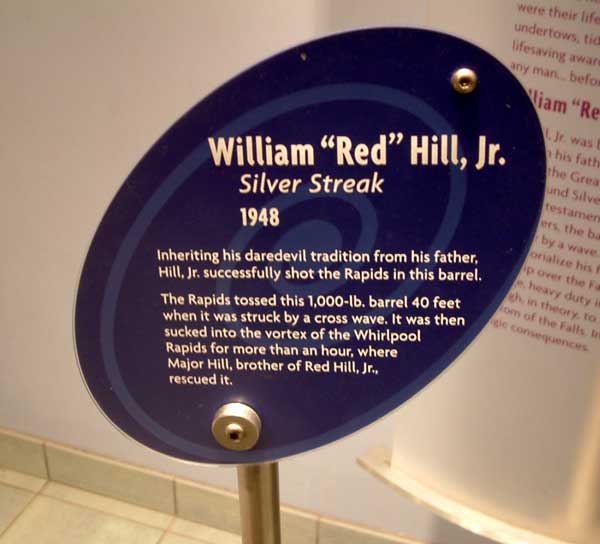 William “Red” Hill, Jr.
Silver Streak
1948
Inheriting his daredevil tradition from his father,
Hill, Jr. successfully shot the Rapids in this barrel.
The Rapids tossed this 1,000-lb. barrel 40 feet
when it was struck by a cross wave. It was then
sucked into the vortex of the Whirlpool
Rapids for more than an hour, where
Major Hill, brother of Red Hill, Jr.,
rescued it.
were their life
undertows, tid
lifesaving awar
any man... befo
lliam “Re
l, Jr. was
his fath
the Grea
und Silve
testamen
ers, the ba
by a wave.
orialize his f
p over the Fa
e, heavy duty i
gh, in theory, to
om of the Falls. In
gic consequences.